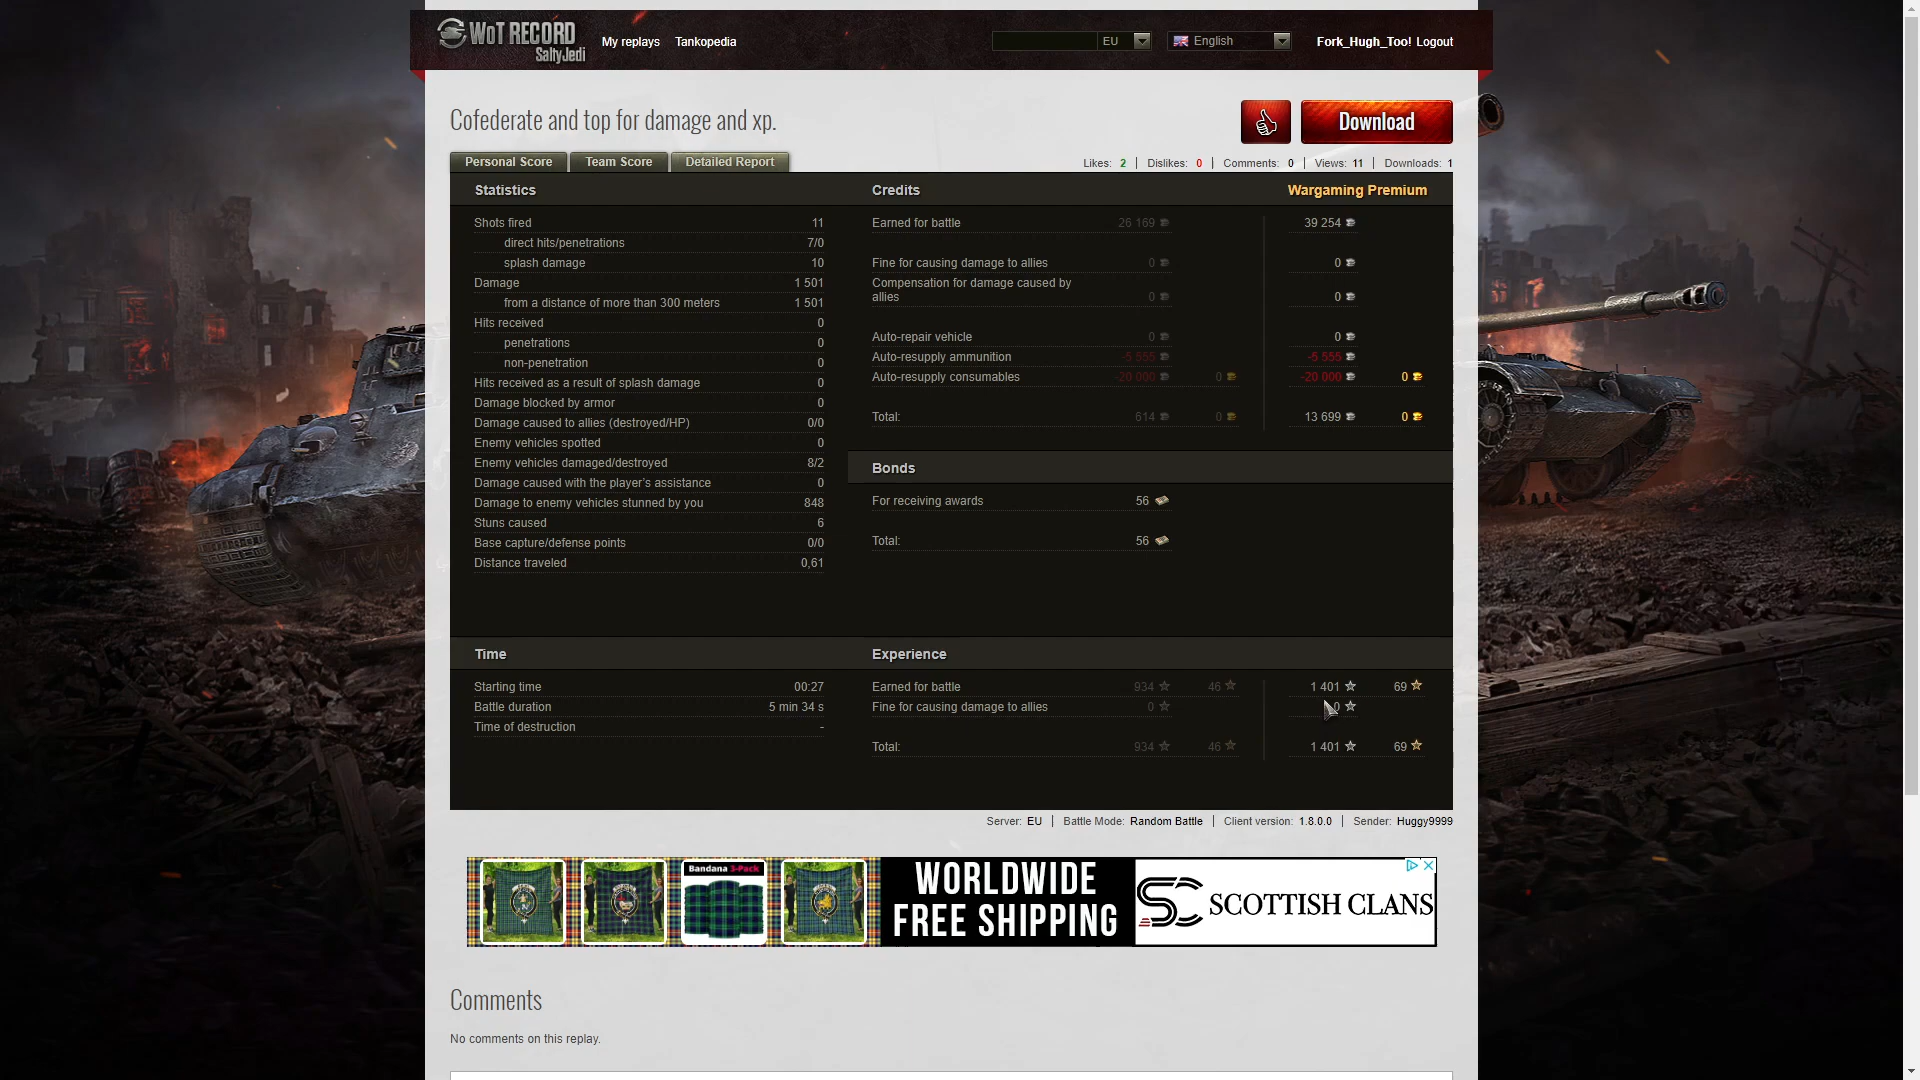 WOT RECORD
SaltyJedi
My replays Tankopedia EU English Fork_Hugh_Too! Logout
Cofederate and top for damage and xp.
Download
Personal Score Team Score Detailed Report
Likes: 2 | Dislikes: 0 | Comments: 0 | Views: 11 | Downloads: 1
Statistics
Shots fired 11
direct hits/penetrations 7/0
splash damage 10
Damage 1 501
from a distance of more than 300 meters 1 501
Hits received 0
penetrations 0
non-penetration 0
Hits received as a result of splash damage 0
Damage blocked by armor 0
Damage caused to allies (destroyed/HP) 0/0
Enemy vehicles spotted 0
Enemy vehicles damaged/destroyed 8/2
Damage caused with the player's assistance 0
Damage to enemy vehicles stunned by you 848
Stuns caused 6
Base capture/defense points 0/0
Distance traveled 0,61
Credits Wargaming Premium
Earned for battle 26 169 39 254
Fine for causing damage to allies 0 0
Compensation for damage caused by
allies 0 0
Auto-repair vehicle 0 0
Auto-resupply ammunition -5 555 -5 555
Auto-resupply consumables -20 000 0 -20 000 0
Total: 614 0 13 699 0
Bonds
For receiving awards 56
Total: 56
Time
Starting time 00:27
Battle duration 5 min 34 s
Time of destruction -
Experience
Earned for battle 934 46 1 401 69
Fine for causing damage to allies 0 0
Total: 934 46 1 401 69
Server: EU | Battle Mode: Random Battle | Client version: 1.8.0.0 | Sender: Huggy9999
Bandana 3-Pack
WORLDWIDE
FREE SHIPPING
SC SCOTTISH CLANS
Comments
No comments on this replay.